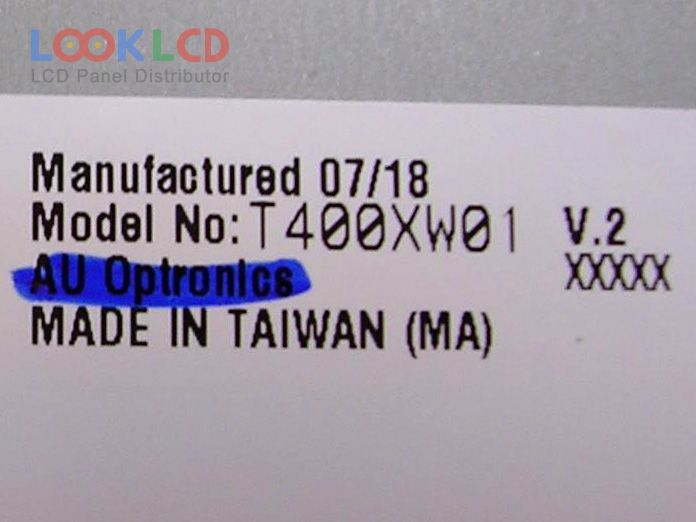 LOOKLCD
LCD Panel Distributor
Manufactured 07/18
Model No: T400XW01 V.2
AU Optronics XXXXX
MADE IN TAIWAN (MA)